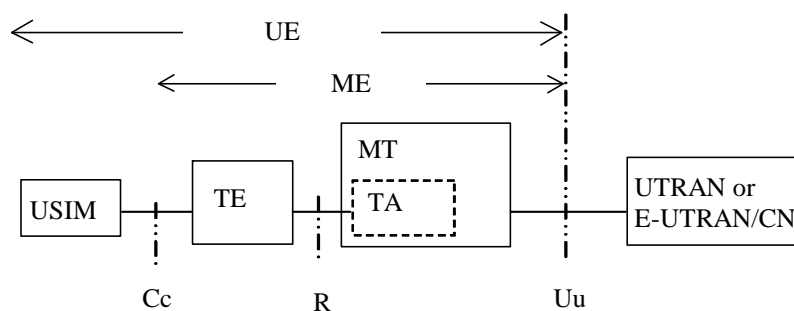 UE
ME
MT
TE
TA
USIM
UTRAN or
E-UTRAN/CN
Cc
R
Uu